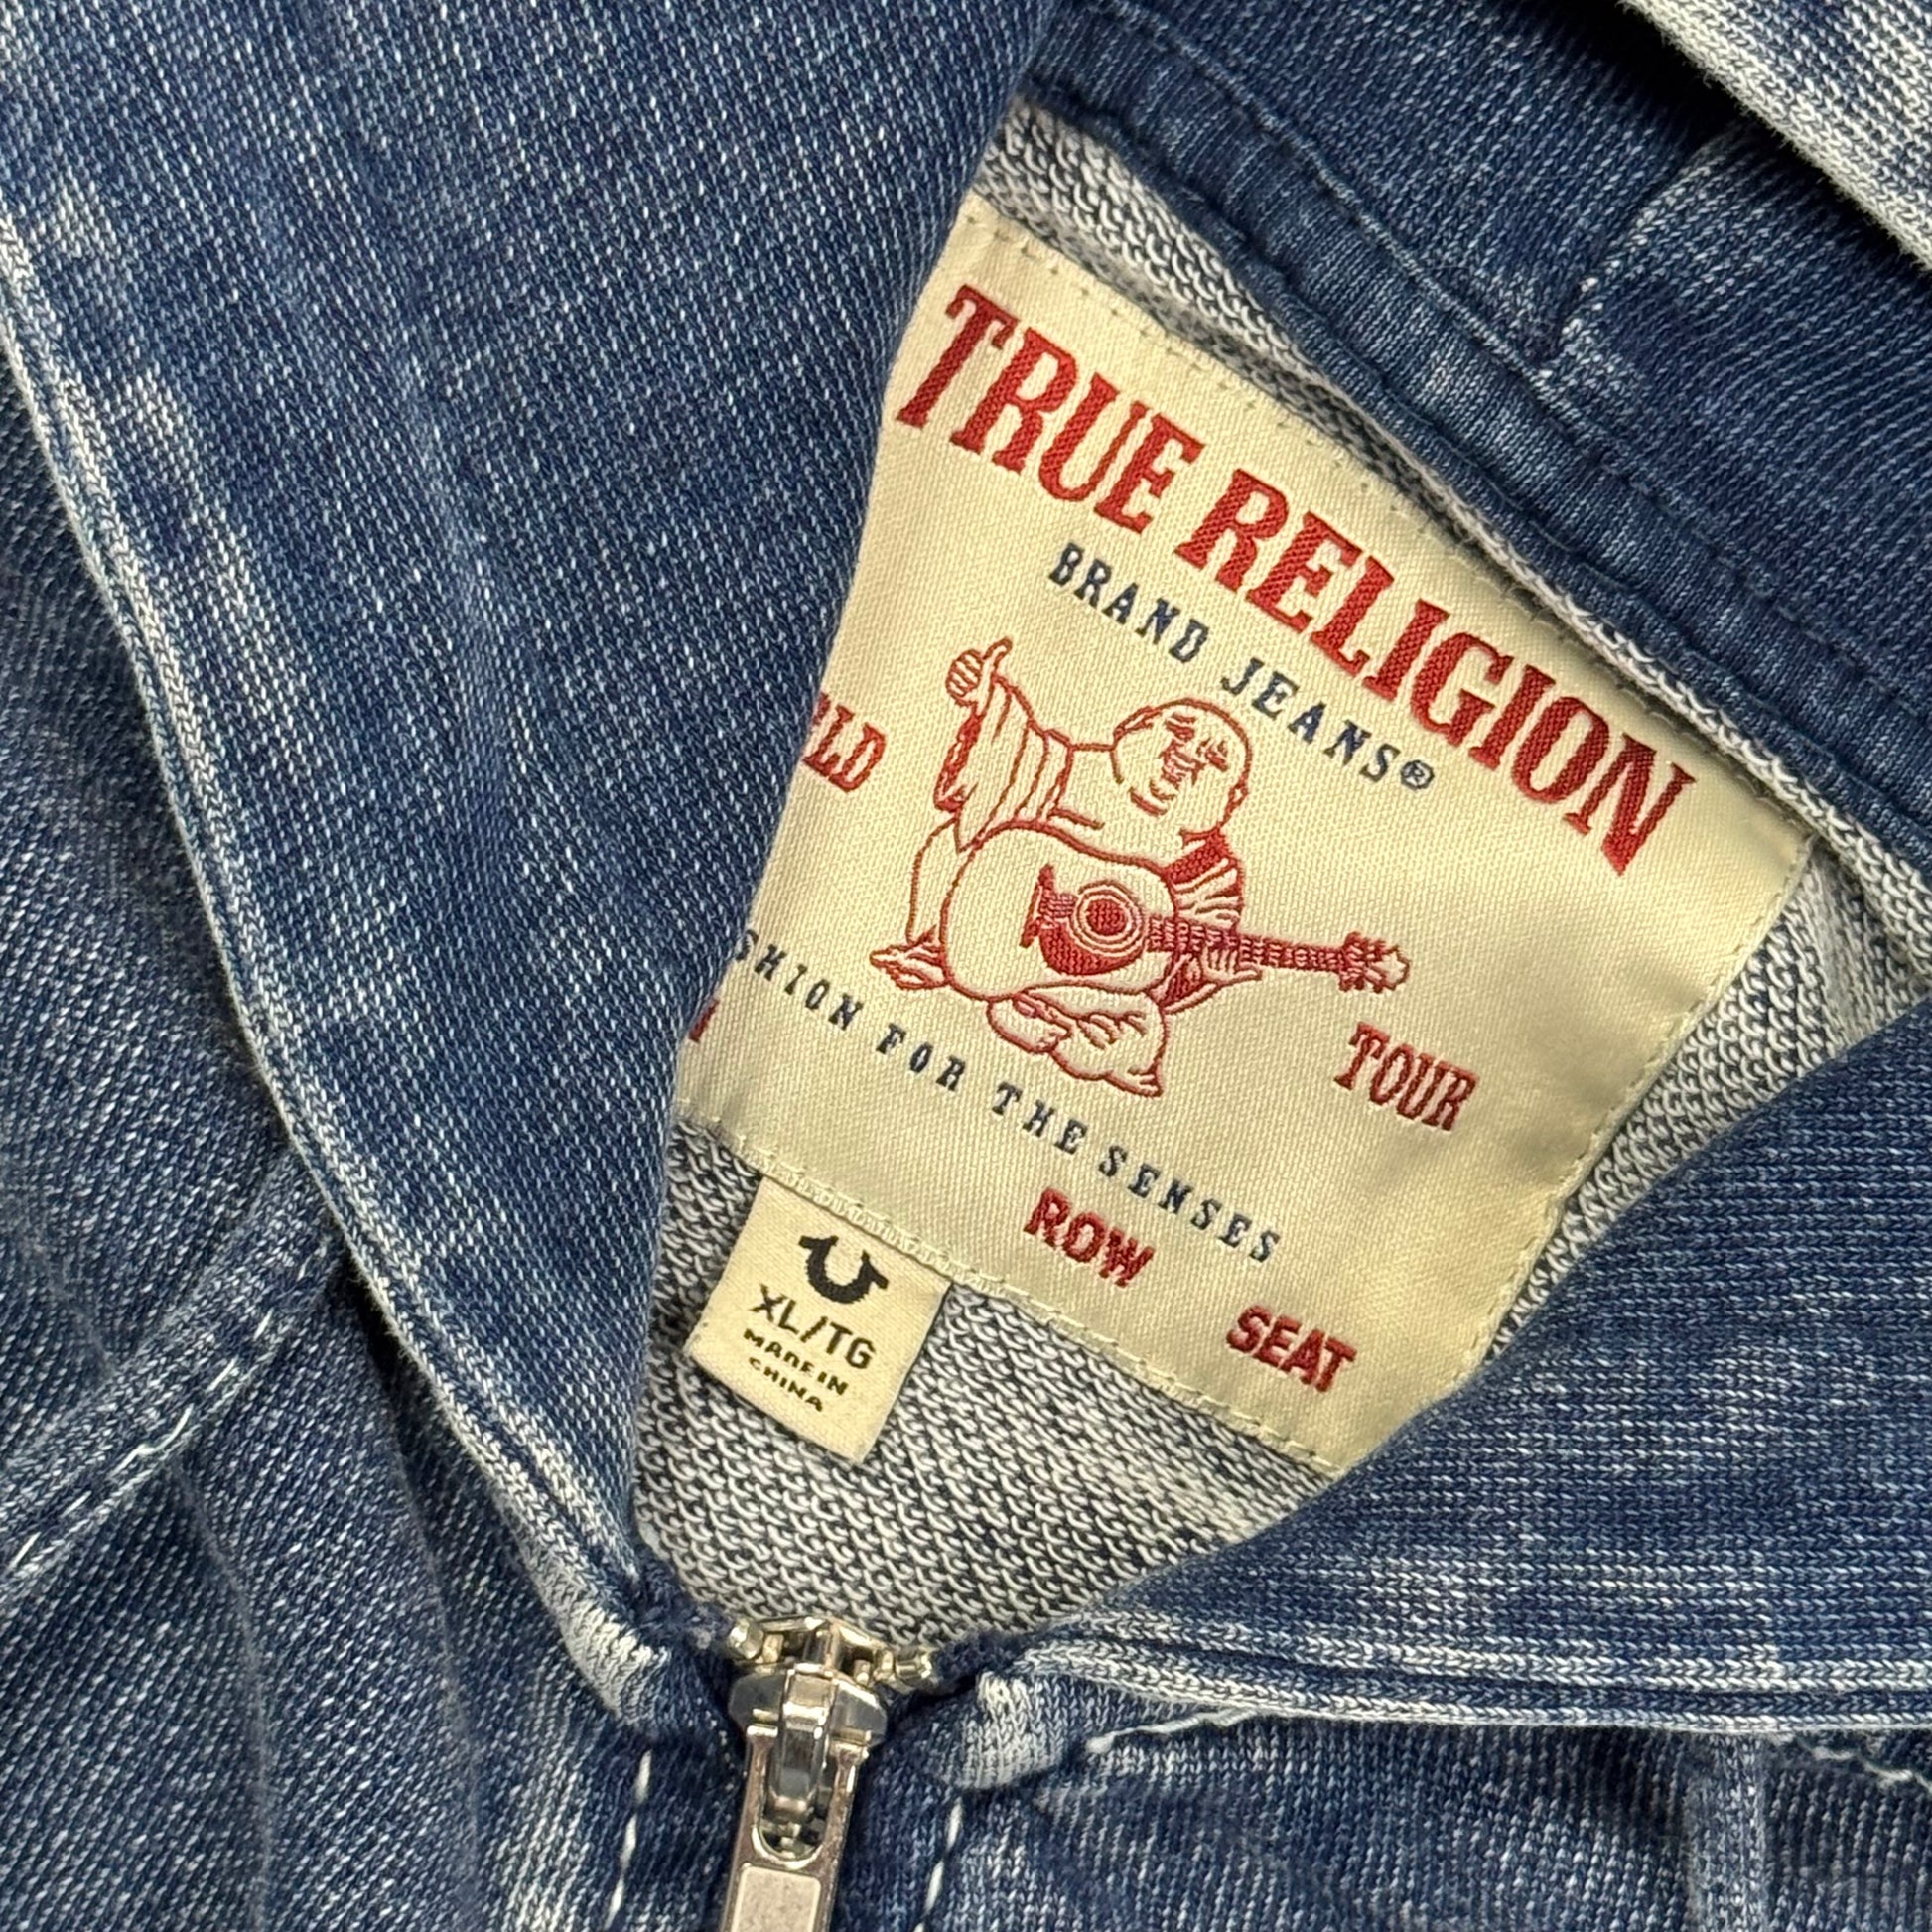 TRUE RELIGION
BRAND JEANS®
TOUR
FOR THE SENSES
ROW
SEAT
XL/TG
MADE IN
CHINA